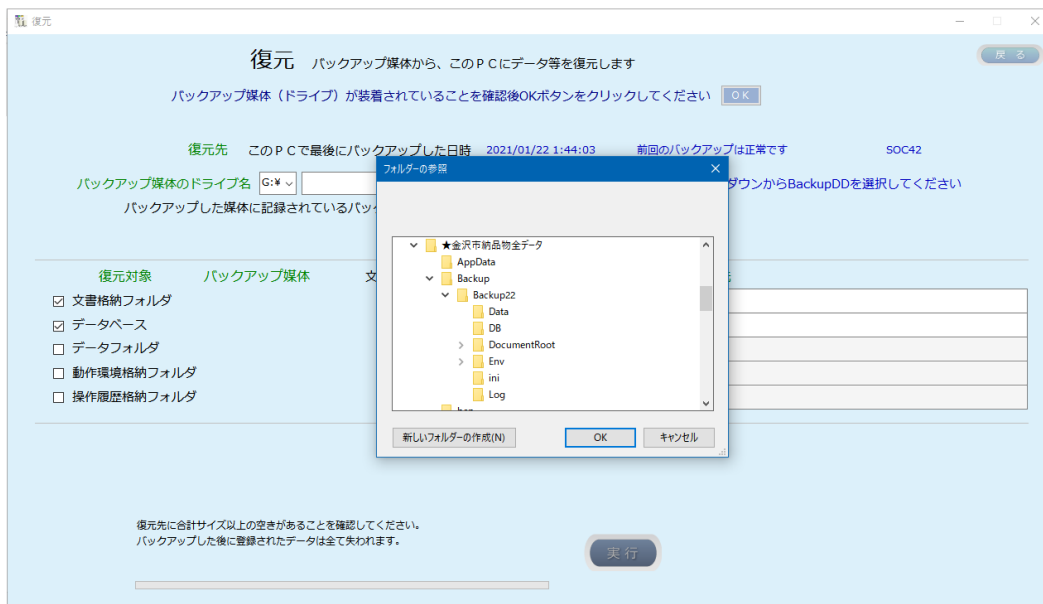 復元
復元 バックアップ媒体から、このＰＣにデータ等を復元します
戻 る
バックアップ媒体（ドライブ）が装着されていることを確認後OKボタンをクリックしてください ＯＫ
復元先 このＰＣで最後にバックアップした日時 2021/01/22 1:44:03 前回のバックアップは正常です SOC42
バックアップ媒体のドライブ名 G:¥
ダウンからBackupDDを選択してください
バックアップした媒体に記録されているバッ
復元対象 バックアップ媒体 文
文書格納フォルダ
データベース
データフォルダ
動作環境格納フォルダ
操作履歴格納フォルダ
フォルダーの参照
★金沢市納品物全データ
AppData
Backup
Backup22
Data
DB
DocumentRoot
Env
ini
Log
新しいフォルダーの作成(N) OK キャンセル
復元先に合計サイズ以上の空きがあることを確認してください。
バックアップした後に登録されたデータは全て失われます。
実 行